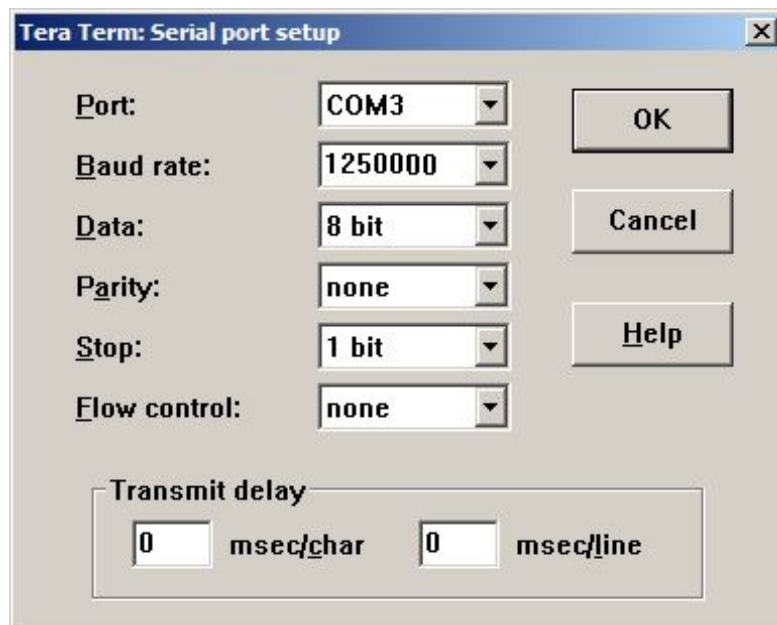 Tera Term: Serial port setup
Port: COM3 OK
Baud rate: 1250000
Data: 8 bit Cancel
Parity: none
Stop: 1 bit Help
Flow control: none
Transmit delay
0 msec/char 0 msec/line